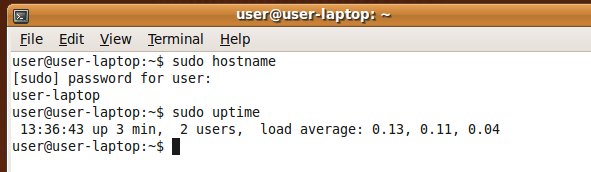 user@user-laptop: ~
File Edit View Terminal Help
user@user-laptop:~$ sudo hostname
[sudo] password for user:
user-laptop
user@user-laptop:~$ sudo uptime
 13:36:43 up 3 min,  2 users,  load average: 0.13, 0.11, 0.04
user@user-laptop:~$